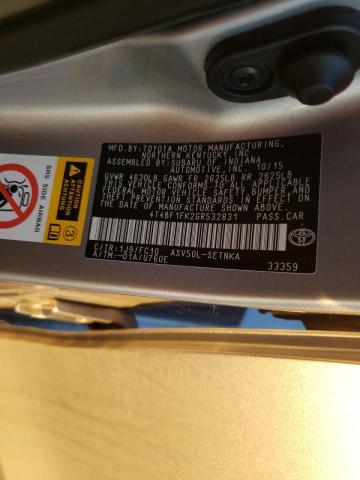 MFD.BY:TOYOTA MOTOR MANUFACTURING,
NORTHERN KENTUCKY, INC.
ASSEMBLED BY:SUBARU OF INDIANA
AUTOMOTIVE, INC. 10/15
GVWR 4630LB GAWR FR 2625LB RR 2625LB
THIS VEHICLE CONFORMS TO ALL APPLICABLE
FEDERAL MOTOR VEHICLE SAFETY, BUMPER, AND
THEFT PREVENTION STANDARDS IN EFFECT ON
THE DATE OF MANUFACTURE SHOWN ABOVE.
4T4BF1FK2GR532831 PASS.CAR
C/TR:1J9/FC10 ASV50L-SETNKA
A/TM:-01A/U760E 33359
SRS SIDE AIRBAG